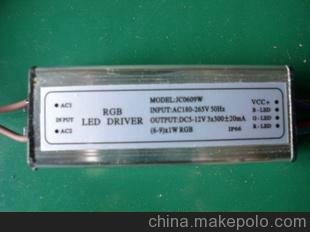 AC1
INPUT
AC2
RGB
LED DRIVER
MODEL:JC0609W
INPUT:AC180-265V 50Hz
OUTPUT:DC5-12V 3x300±20mA
(6-9)x1W RGB
IP66
VCC+
B-LED
G-LED
R-LED
china.makepolo.com